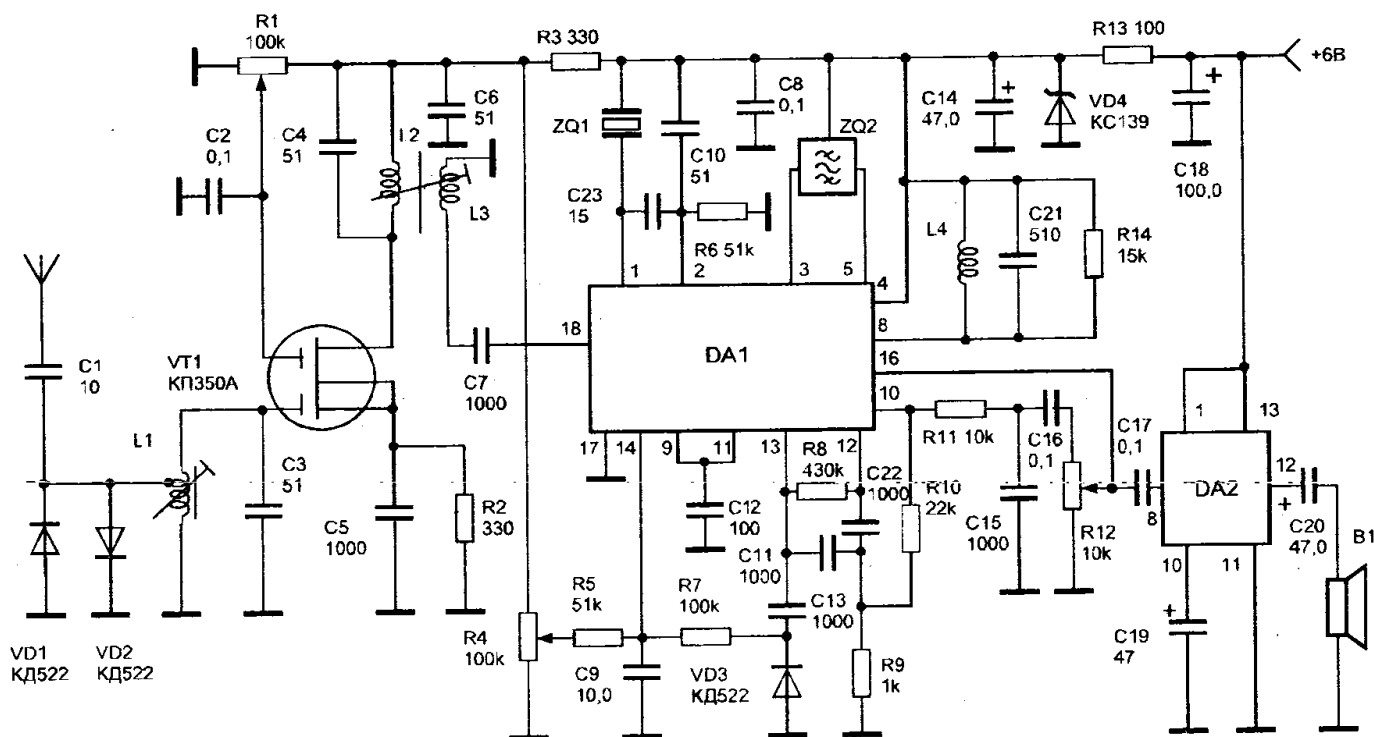 R1
100k
R3 330
R13 100
+6В
C6
51
C8
0,1
C14
47,0
+
VD4
КС139
+
C18
100,0
C2
0,1
C4
51
L2
ZQ1
C10
51
ZQ2
C23
15
L3
R6 51k
L4
C21
510
R14
15k
1
2
3
5
4
18
DA1
8
16
10
C1
10
VT1
КП350А
C7
1000
L1
17
14
9
11
13
12
R8
430k
C22
1000
R11 10k
C16
0,1
C17
0,1
1
13
12
DA2
8
+
C20
47,0
B1
C3
51
C5
1000
R2
330
C12
100
R10
22k
C15
1000
R12
10k
C11
1000
10
11
C13
1000
R5
51k
R7
100k
R4
100k
+
C19
47
VD1
КД522
VD2
КД522
C9
10,0
VD3
КД522
R9
1k